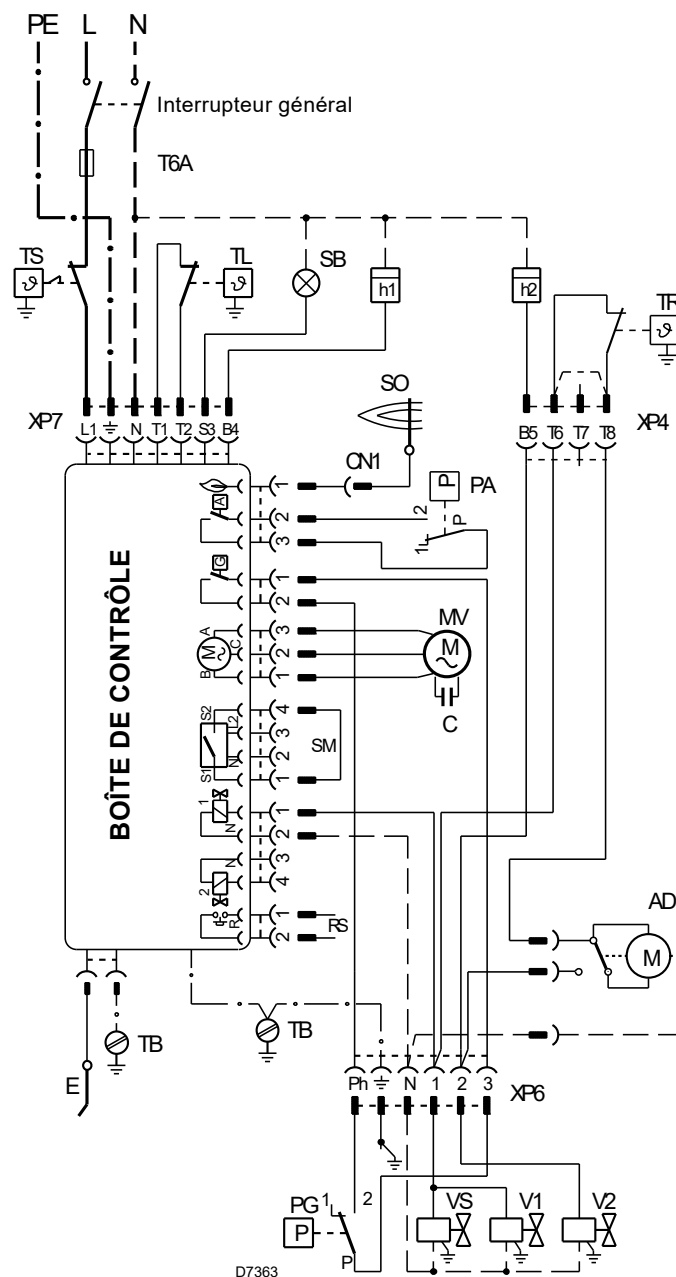 PE L N
Interrupteur général
T6A
TS
TL
SB
h1
h2
TR
XP7
L1 N T1 T2 S3 B4
XP4
B5 T6 T7 T8
SO
CN1
PA
P
2
P
1
BOÎTE DE CONTRÔLE
1
A
2
3
G
1
2
A
M
C
B
3
2
1
MV
M
C
S2
L2
N
S1
4
3
2
1
SM
1
N
1
2
N
2
3
4
R
1
2
RS
AD
M
TB
TB
E
Ph N 1 2 3
XP6
PG
1
2
P
P
VS
V1
V2
D7363